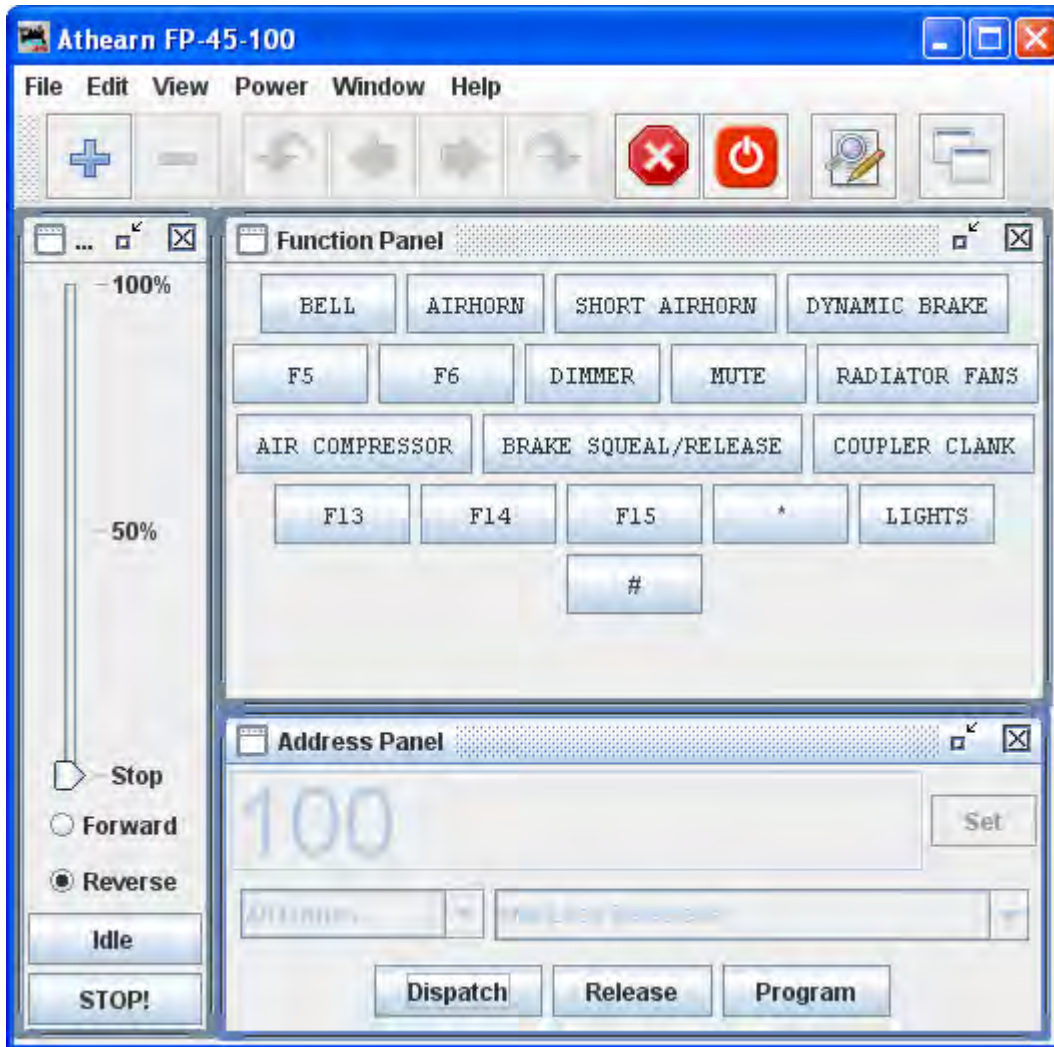 Athearn FP-45-100
File Edit View Power Window Help
...
100%
50%
Stop
Forward
Reverse
Idle
STOP!
Function Panel
BELL AIRHORN SHORT AIRHORN DYNAMIC BRAKE
F5 F6 DIMMER MUTE RADIATOR FANS
AIR COMPRESSOR BRAKE SQUEAL/RELEASE COUPLER CLANK
F13 F14 F15 * LIGHTS
#
Address Panel
100 Set
Dispatch Release Program